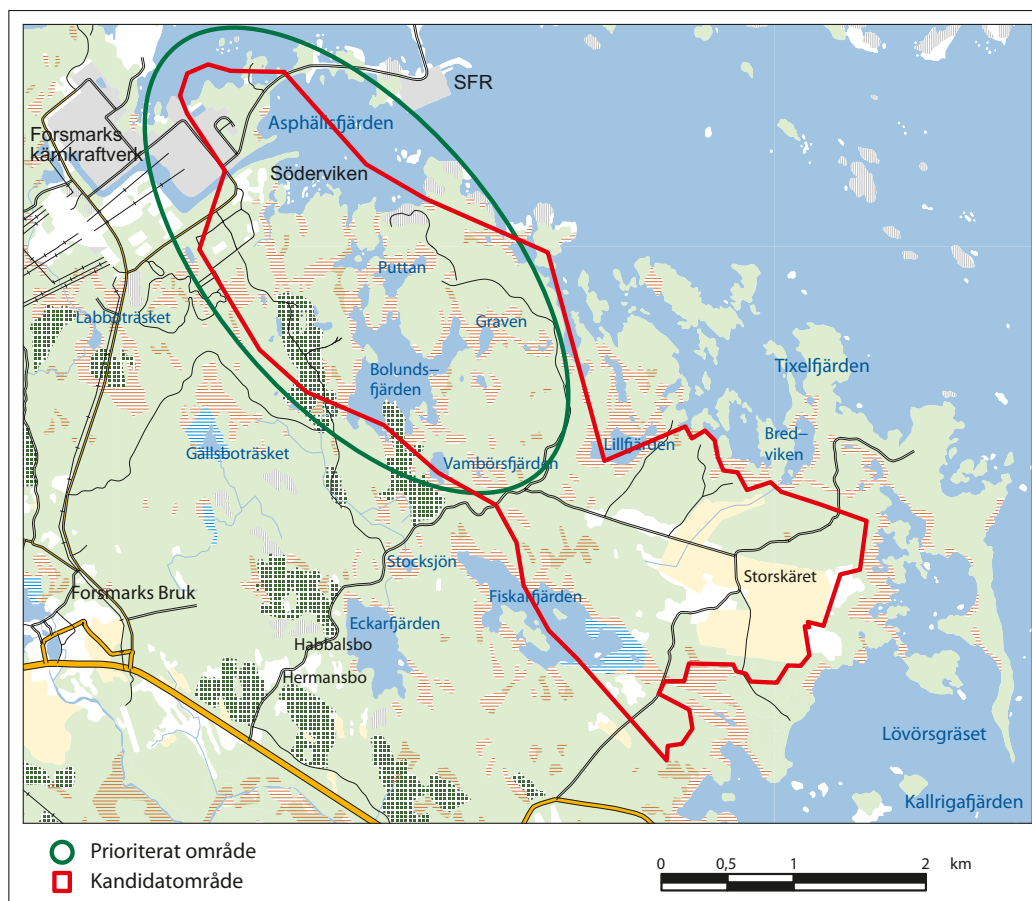 SFR
Asphällsfjärden
Forsmarks
kärnkraftverk
Söderviken
Puttan
Labboträsket
Graven
Bolunds–
fjärden
Tixelfjärden
Gällsboträsket
Vambörsfjärden
Lillfjärden
Bred–
viken
Stocksjön
Storskäret
Forsmarks Bruk
Fiskarfjärden
Eckarfjärden
Habbalsbo
Hermansbo
Lövörsgräset
Kallrigafjärden
Prioriterat område
Kandidatområde
0 0,5 1 2 km